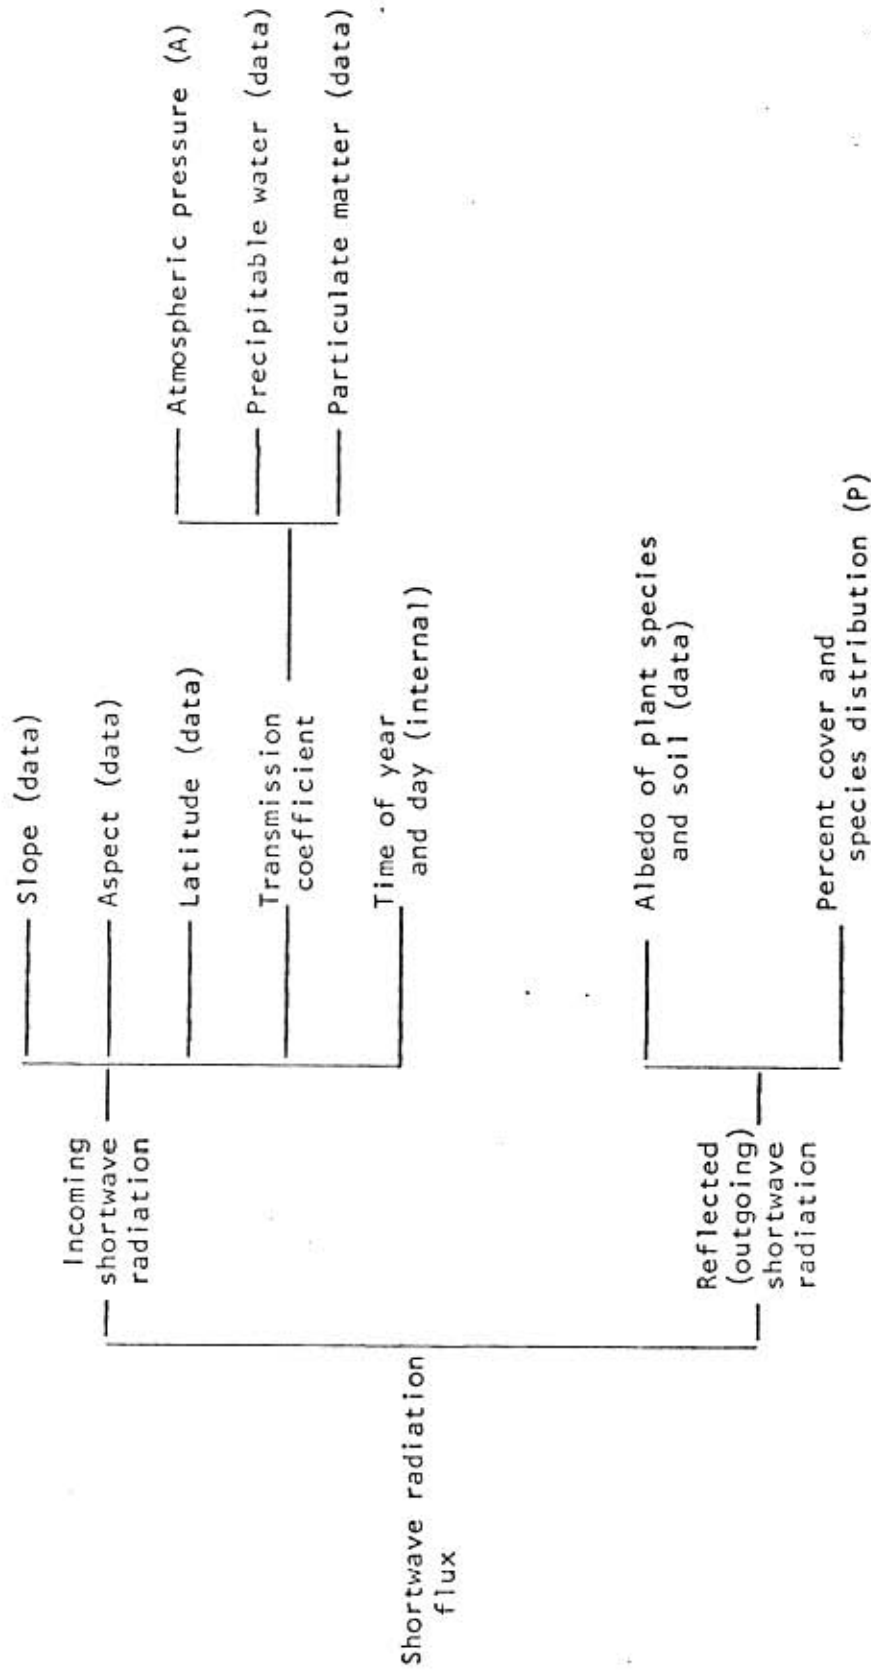 Shortwave radiation
flux
Incoming
shortwave
radiation
Slope (data)
Aspect (data)
Latitude (data)
Transmission
coefficient
Atmospheric pressure (A)
Precipitable water (data)
Particulate matter (data)
Time of year
and day (internal)
Reflected
(outgoing)
shortwave
radiation
Albedo of plant species
and soil (data)
Percent cover and
species distribution (P)